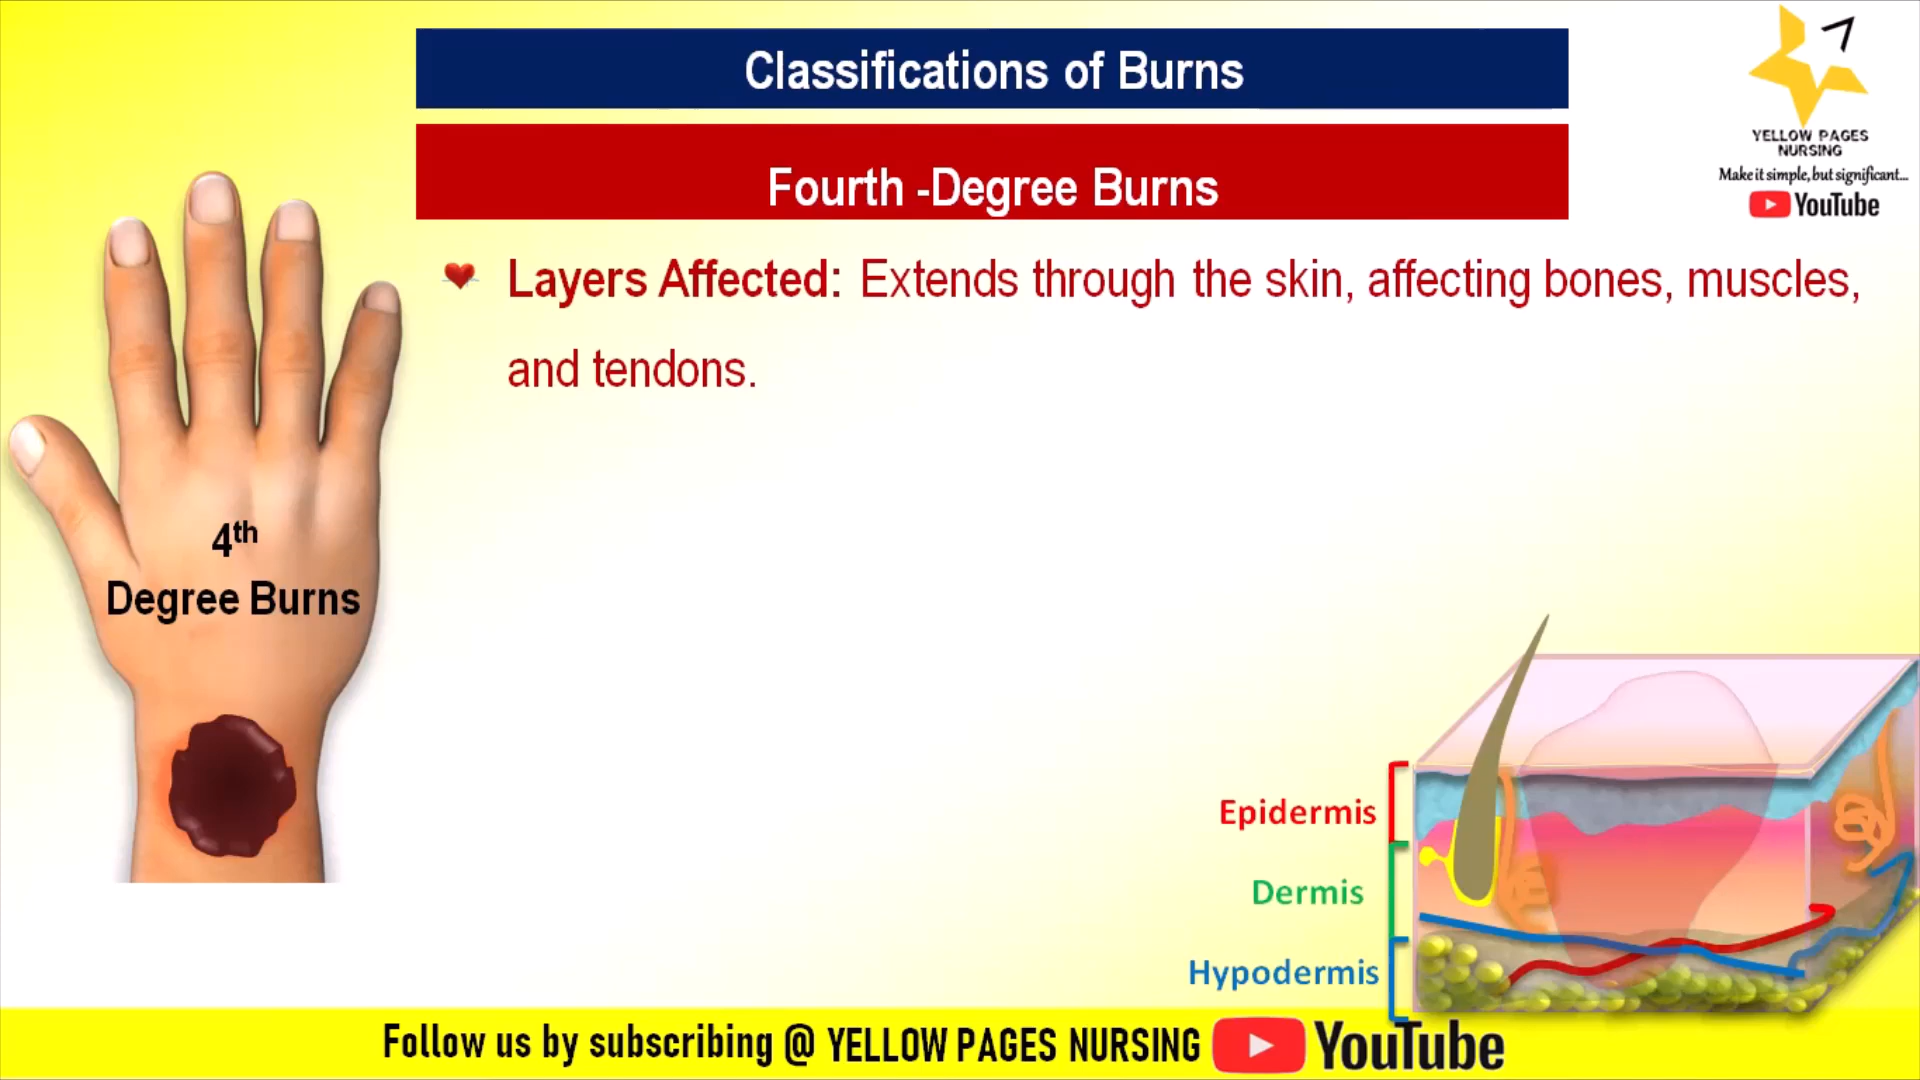 Classifications of Burns
Fourth -Degree Burns
YELLOW PAGES
NURSING
Make it simple, but significant...
YouTube
Layers Affected: Extends through the skin, affecting bones, muscles,
and tendons.
4th
Degree Burns
Epidermis
Dermis
Hypodermis
Follow us by subscribing @ YELLOW PAGES NURSING YouTube